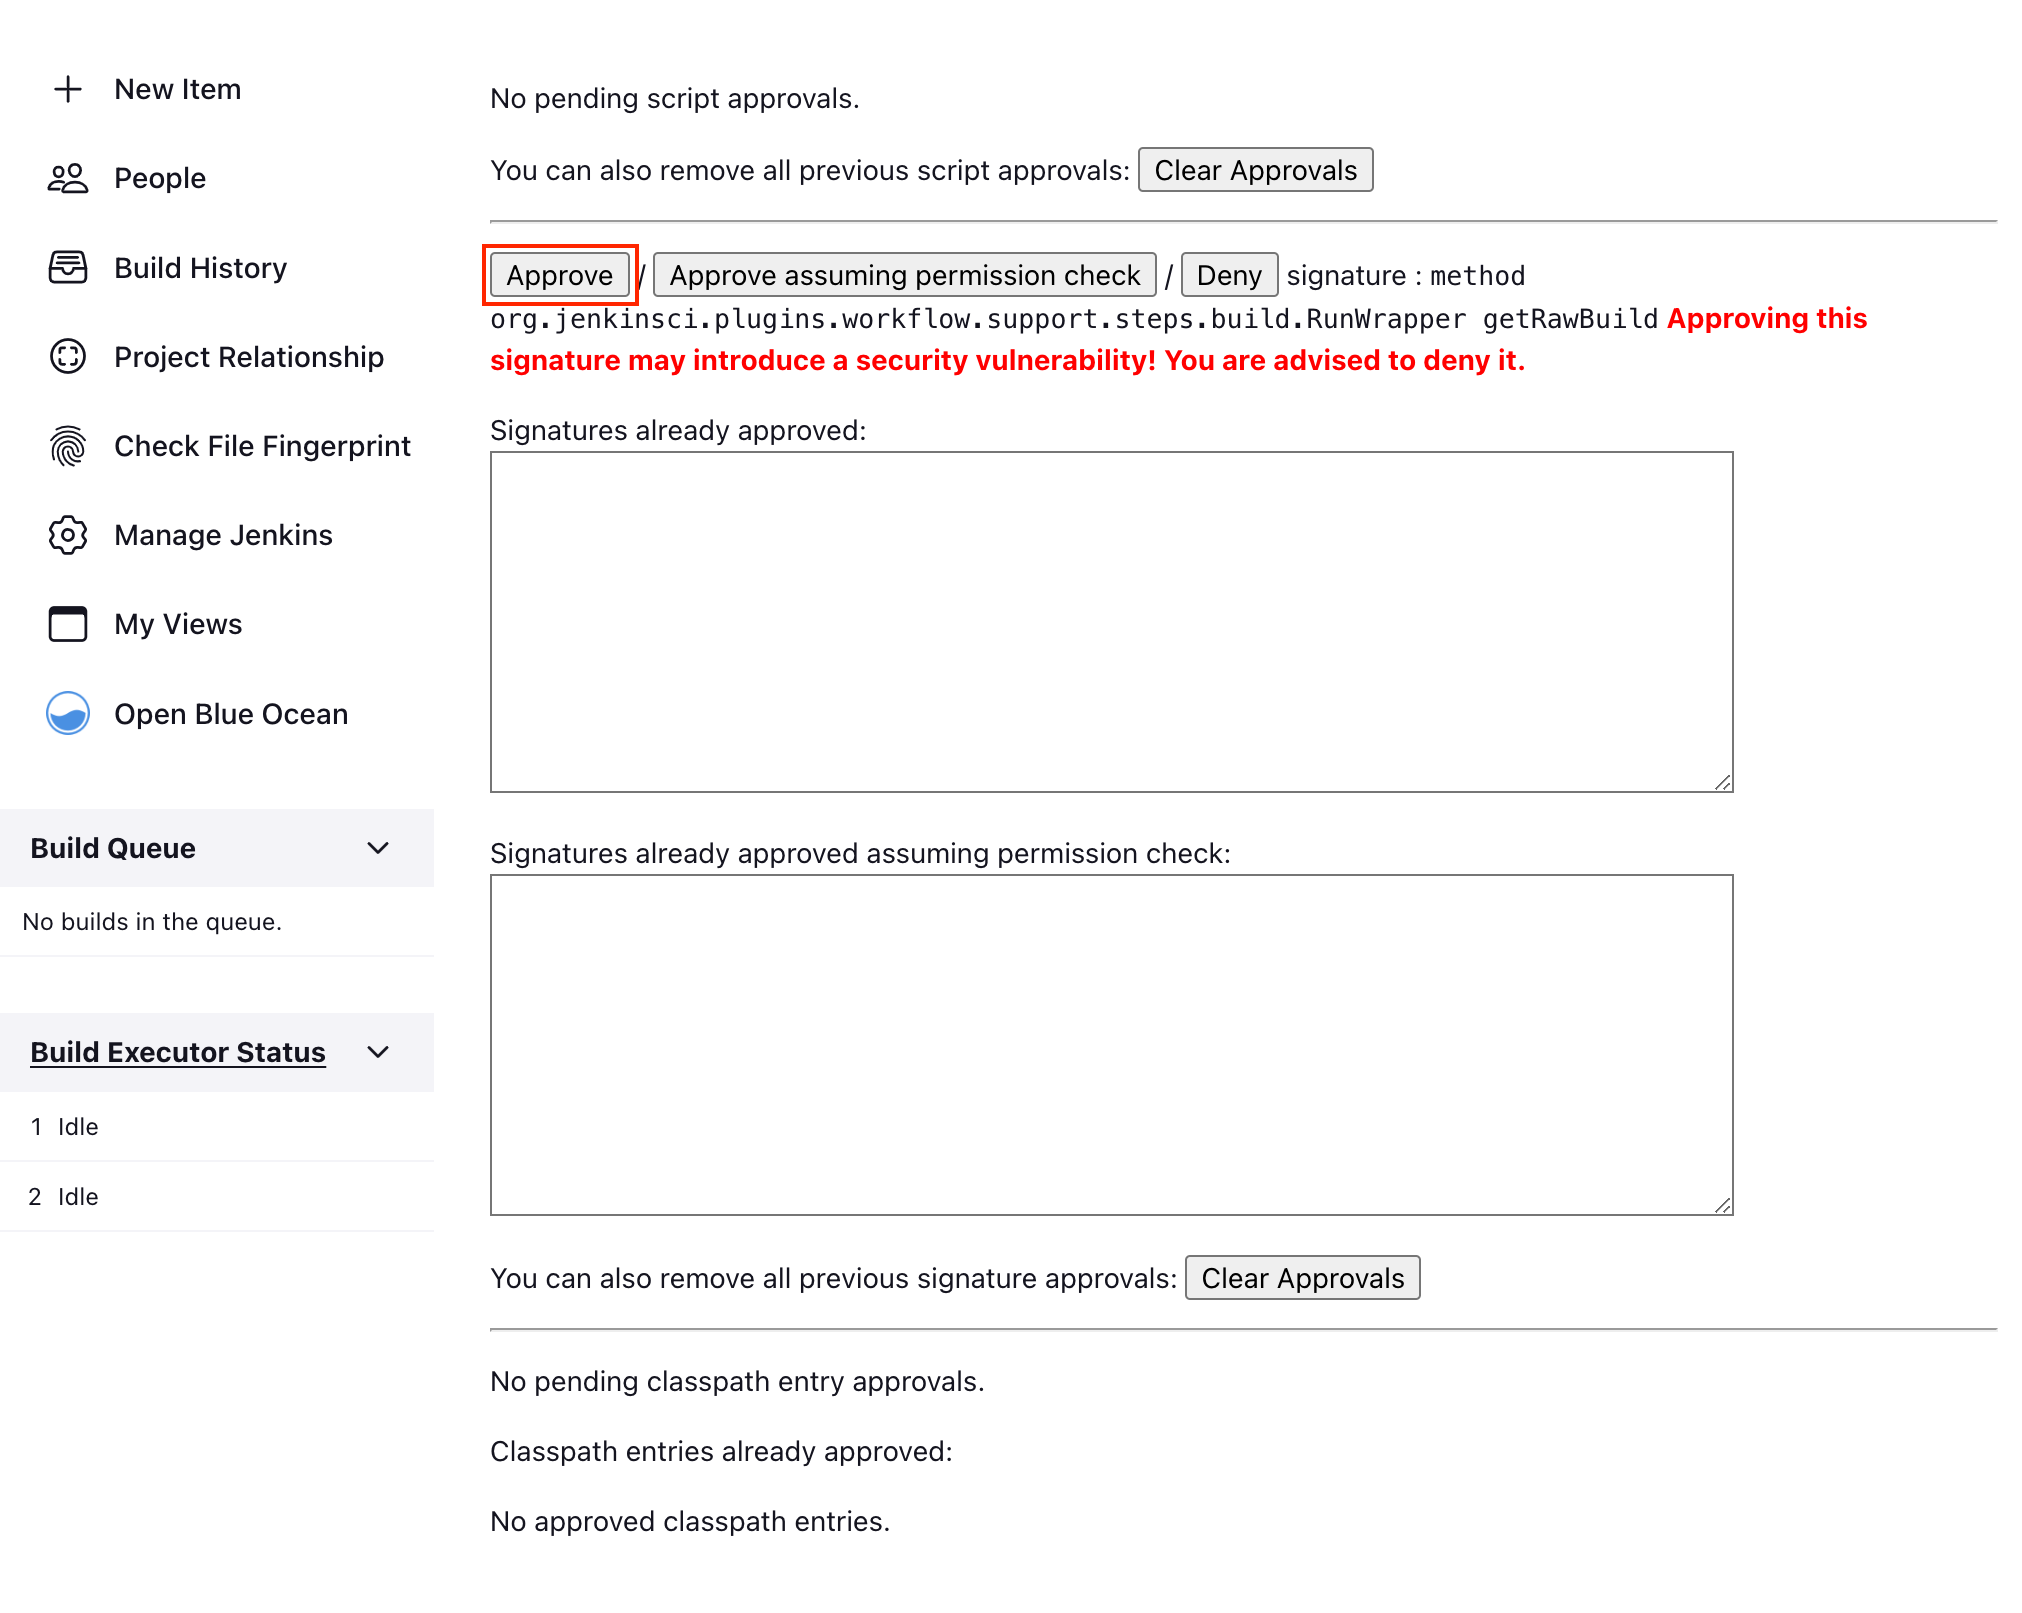 New Item
People
Build History
Project Relationship
Check File Fingerprint
Manage Jenkins
My Views
Open Blue Ocean
Build Queue
No builds in the queue.
Build Executor Status
1 Idle
2 Idle
No pending script approvals.
You can also remove all previous script approvals: Clear Approvals
Approve / Approve assuming permission check / Deny signature : method
org.jenkinsci.plugins.workflow.support.steps.build.RunWrapper getRawBuild Approving this
signature may introduce a security vulnerability! You are advised to deny it.
Signatures already approved:
Signatures already approved assuming permission check:
You can also remove all previous signature approvals: Clear Approvals
No pending classpath entry approvals.
Classpath entries already approved:
No approved classpath entries.